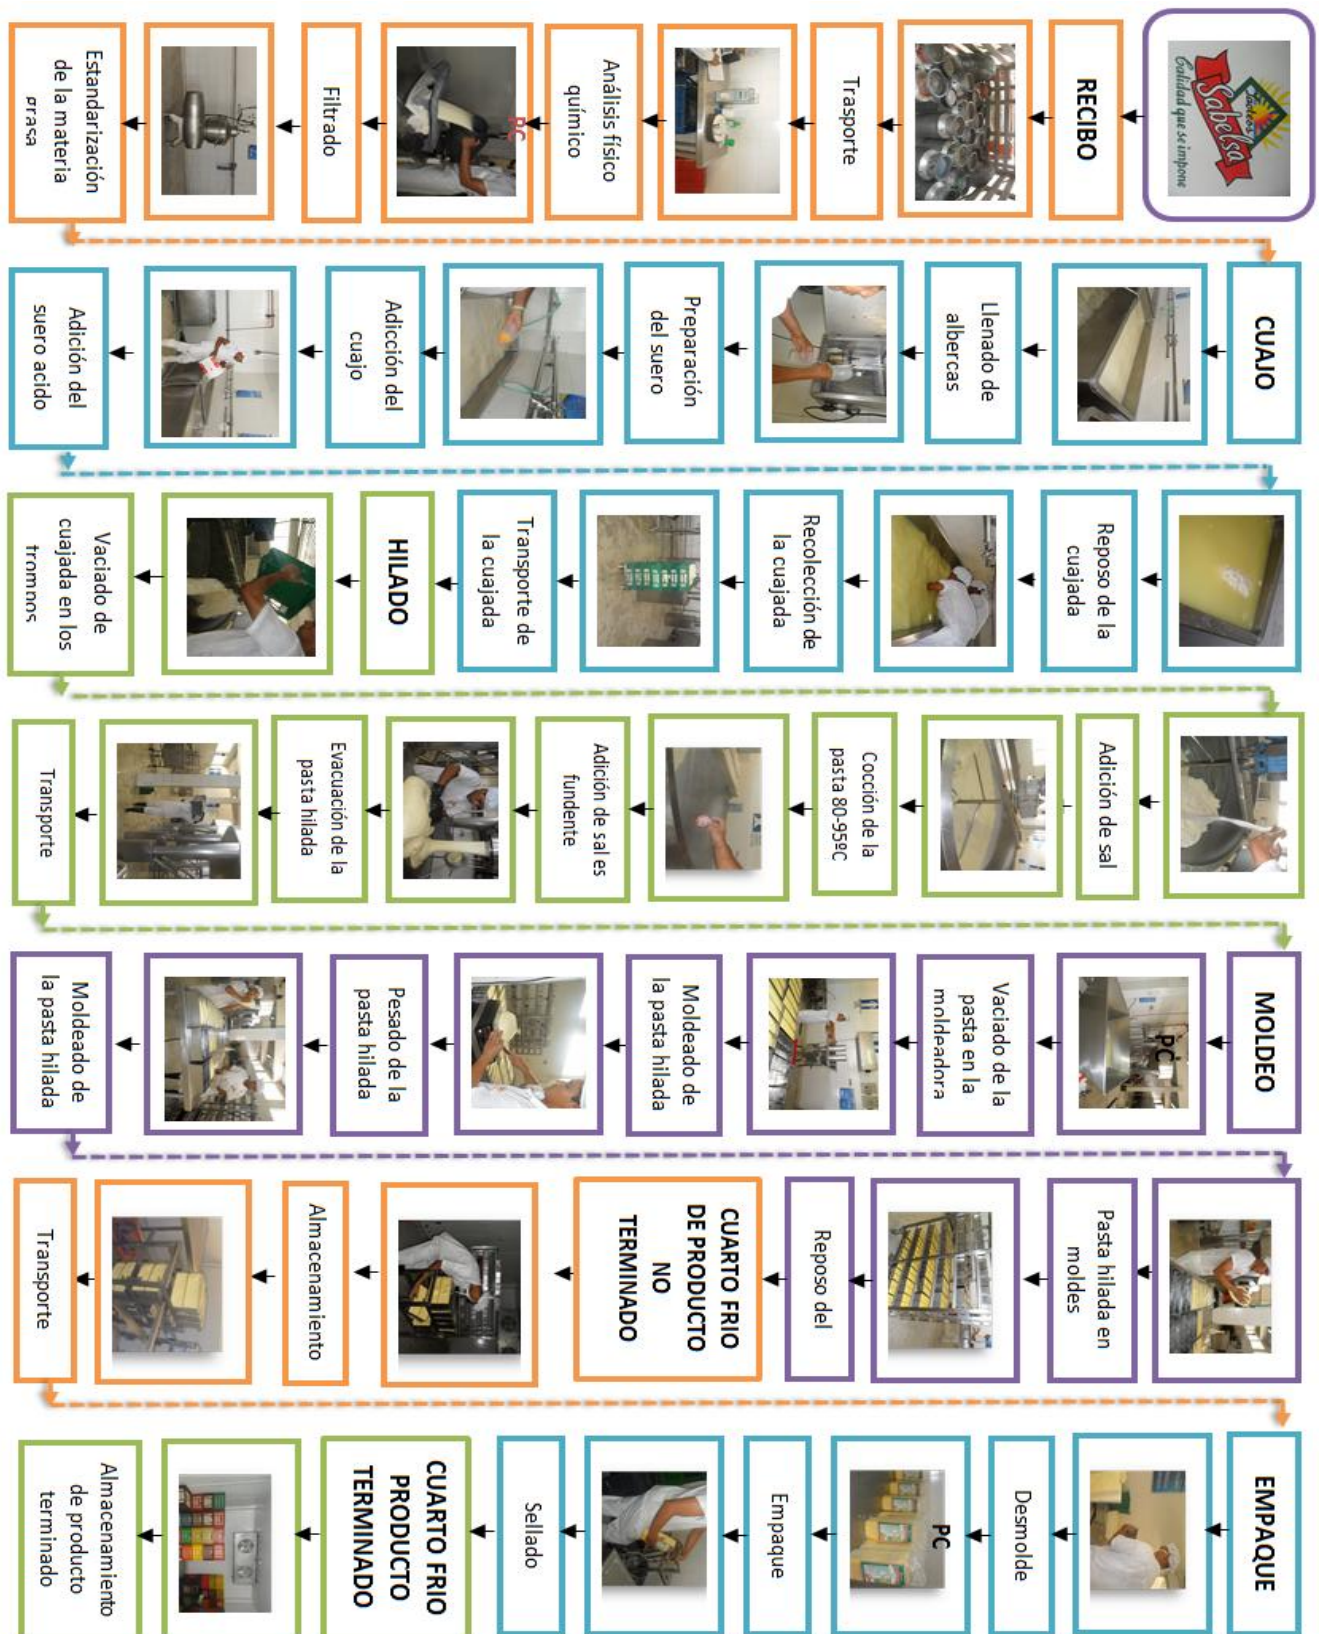 Lacteos
Isabelsa
Calidad que se impone
RECIBO
Trasporte
Análisis físico
químico
PC
Filtrado
Estandarización
de la materia
grasa
CUAJO
Llenado de
albercas
Preparación
del suero
Adicción del
cuajo
Adición del
suero acido
Reposo de la
cuajada
Recolección de
la cuajada
Transporte de
la cuajada
HILADO
Vaciado de
cuajada en los
trompos
Adición de sal
Cocción de la
pasta 80-95ºC
Adición de sal es
fundente
Evacuación de la
pasta hilada
Transporte
MOLDEO
PC
Vaciado de la
pasta en la
moldeadora
Moldeado de
la pasta hilada
Pesado de la
pasta hilada
Moldeado de
la pasta hilada
Pasta hilada en
moldes
Reposo del
CUARTO FRIO
DE PRODUCTO
NO
TERMINADO
Almacenamiento
Transporte
EMPAQUE
Desmolde
PC
Empaque
Sellado
CUARTO FRIO
PRODUCTO
TERMINADO
Almacenamiento
de producto
terminado